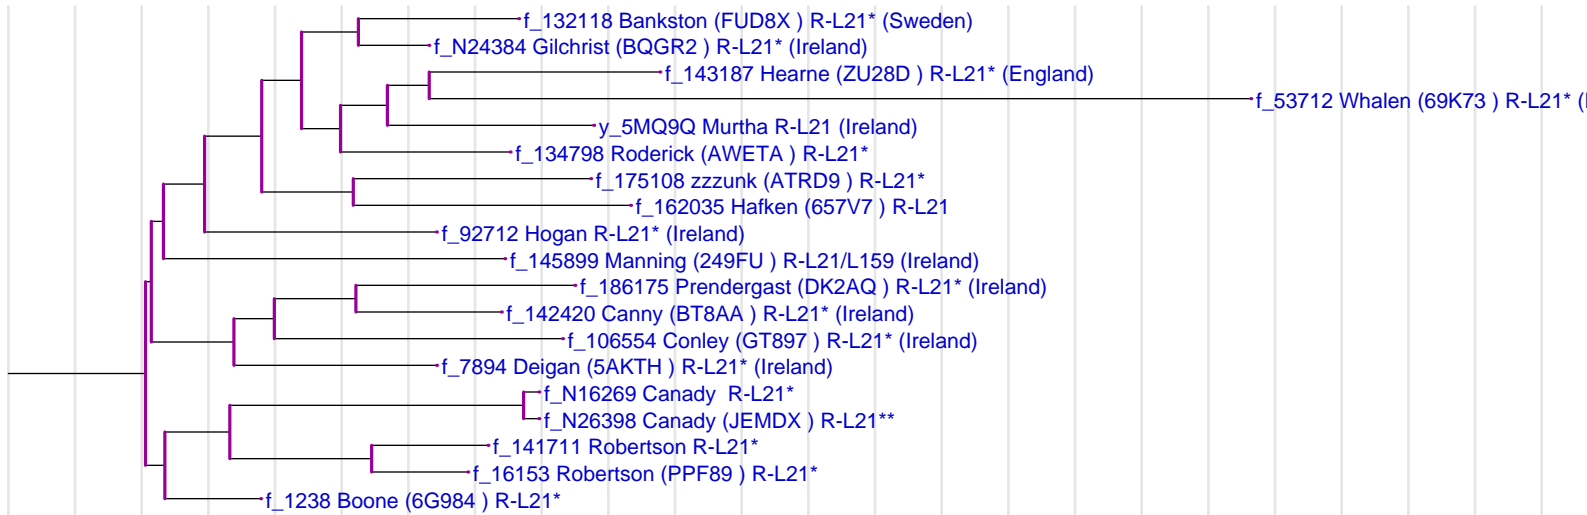 f_132118 Bankston (FUD8X ) R-L21* (Sweden)
f_N24384 Gilchrist (BQGR2 ) R-L21* (Ireland)
f_143187 Hearne (ZU28D ) R-L21* (England)
f_53712 Whalen (69K73 ) R-L21* (
y_5MQ9Q Murtha R-L21 (Ireland)
f_134798 Roderick (AWETA ) R-L21*
f_175108 zzzunk (ATRD9 ) R-L21*
f_162035 Hafken (657V7 ) R-L21
f_92712 Hogan R-L21* (Ireland)
f_145899 Manning (249FU ) R-L21/L159 (Ireland)
f_186175 Prendergast (DK2AQ ) R-L21* (Ireland)
f_142420 Canny (BT8AA ) R-L21* (Ireland)
f_106554 Conley (GT897 ) R-L21* (Ireland)
f_7894 Deigan (5AKTH ) R-L21* (Ireland)
f_N16269 Canady  R-L21*
f_N26398 Canady (JEMDX ) R-L21**
f_141711 Robertson R-L21*
f_16153 Robertson (PPF89 ) R-L21*
f_1238 Boone (6G984 ) R-L21*